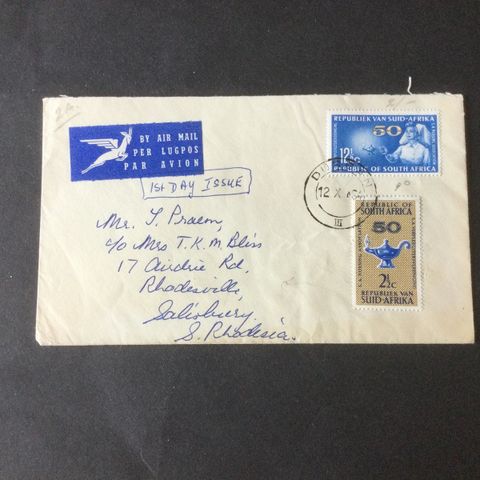 BY AIR MAIL
PER LUGPOS
PAR AVION
1ST DAY ISSUE
Mr. T. Praem,
c/o Mrs T.K.M. Bliss
17 Airdrie Rd,
Rhodesville,
Salisbury,
S. Rhodesia.
REPUBLIEK VAN SUID-AFRIKA
50
12½c
REPUBLIC OF SOUTH AFRICA
12 X
REPUBLIC OF
SOUTH AFRICA
50
2½c
REPUBLIEK VAN
SUID-AFRIKA